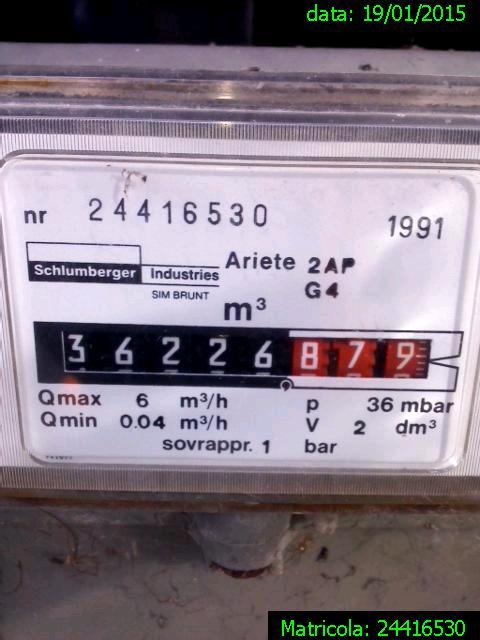 data: 19/01/2015
nr 24416530 1991
Schlumberger Industries Ariete 2AP
SIM BRUNT G4
m³
36226879
Qmax 6 m³/h p 36 mbar
Qmin 0.04 m³/h V 2 dm³
sovrappr. 1 bar
Matricola: 24416530